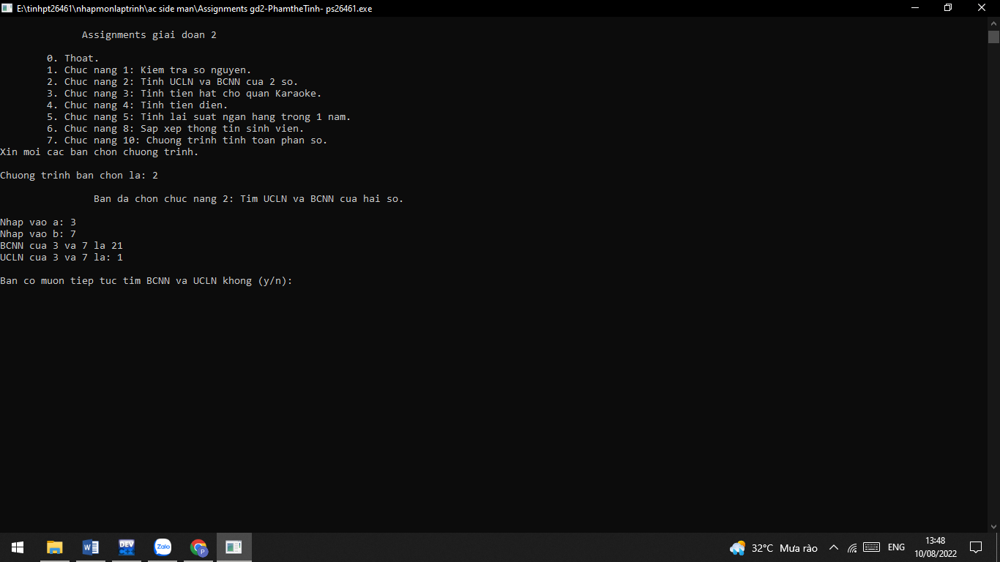 E:\tinhpt26461\nhapmonlaptrinh\ac side man\Assignments gd2-PhamtheTinh- ps26461.exe
Assignments giai doan 2
0. Thoat.
1. Chuc nang 1: Kiem tra so nguyen.
2. Chuc nang 2: Tinh UCLN va BCNN cua 2 so.
3. Chuc nang 3: Tinh tien hat cho quan Karaoke.
4. Chuc nang 4: Tinh tien dien.
5. Chuc nang 5: Tinh lai suat ngan hang trong 1 nam.
6. Chuc nang 8: Sap xep thong tin sinh vien.
7. Chuc nang 10: Chuong trinh tinh toan phan so.
Xin moi cac ban chon chuong trinh.
Chuong trinh ban chon la: 2
Ban da chon chuc nang 2: Tim UCLN va BCNN cua hai so.
Nhap vao a: 3
Nhap vao b: 7
BCNN cua 3 va 7 la 21
UCLN cua 3 va 7 la: 1
Ban co muon tiep tuc tim BCNN va UCLN khong (y/n):
W
DEV
Zalo
P
32°C Mưa rào
ENG
13:48
10/08/2022